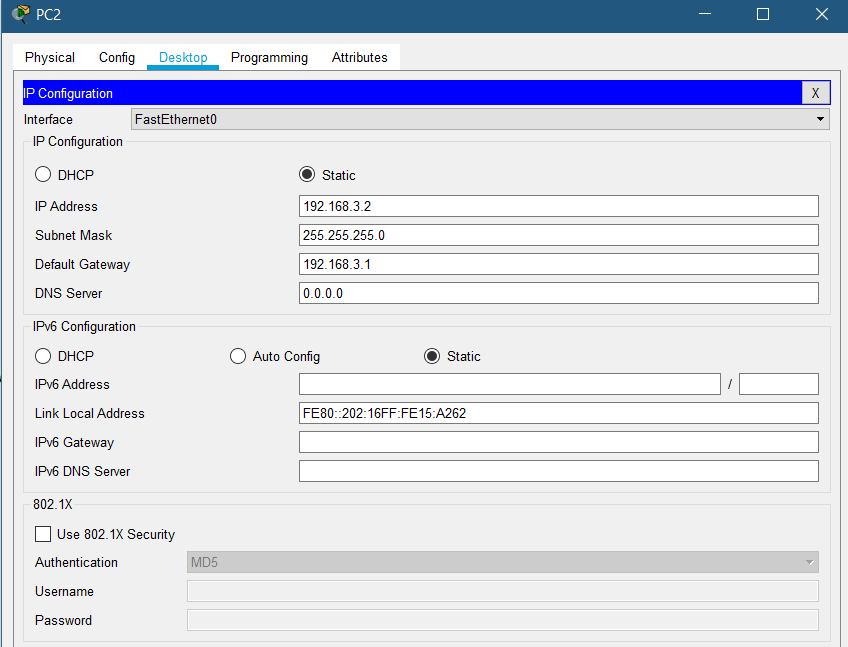 PC2
Physical Config Desktop Programming Attributes
IP Configuration X
Interface FastEthernet0
IP Configuration
DHCP Static
IP Address 192.168.3.2
Subnet Mask 255.255.255.0
Default Gateway 192.168.3.1
DNS Server 0.0.0.0
IPv6 Configuration
DHCP Auto Config Static
IPv6 Address /
Link Local Address FE80::202:16FF:FE15:A262
IPv6 Gateway
IPv6 DNS Server
802.1X
Use 802.1X Security
Authentication MD5
Username
Password